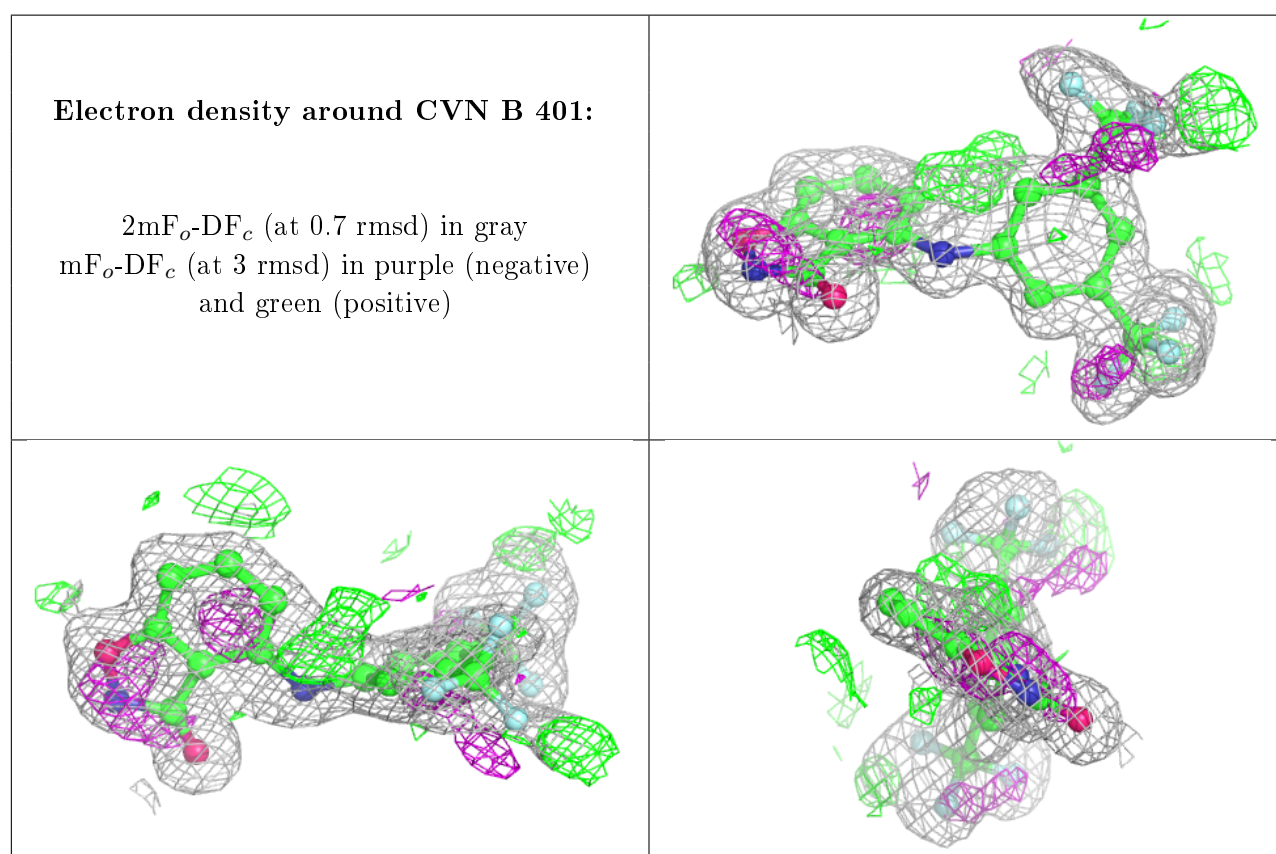 Electron density around CVN B 401:
2mFo-DFc (at 0.7 rmsd) in gray
mFo-DFc (at 3 rmsd) in purple (negative)
and green (positive)